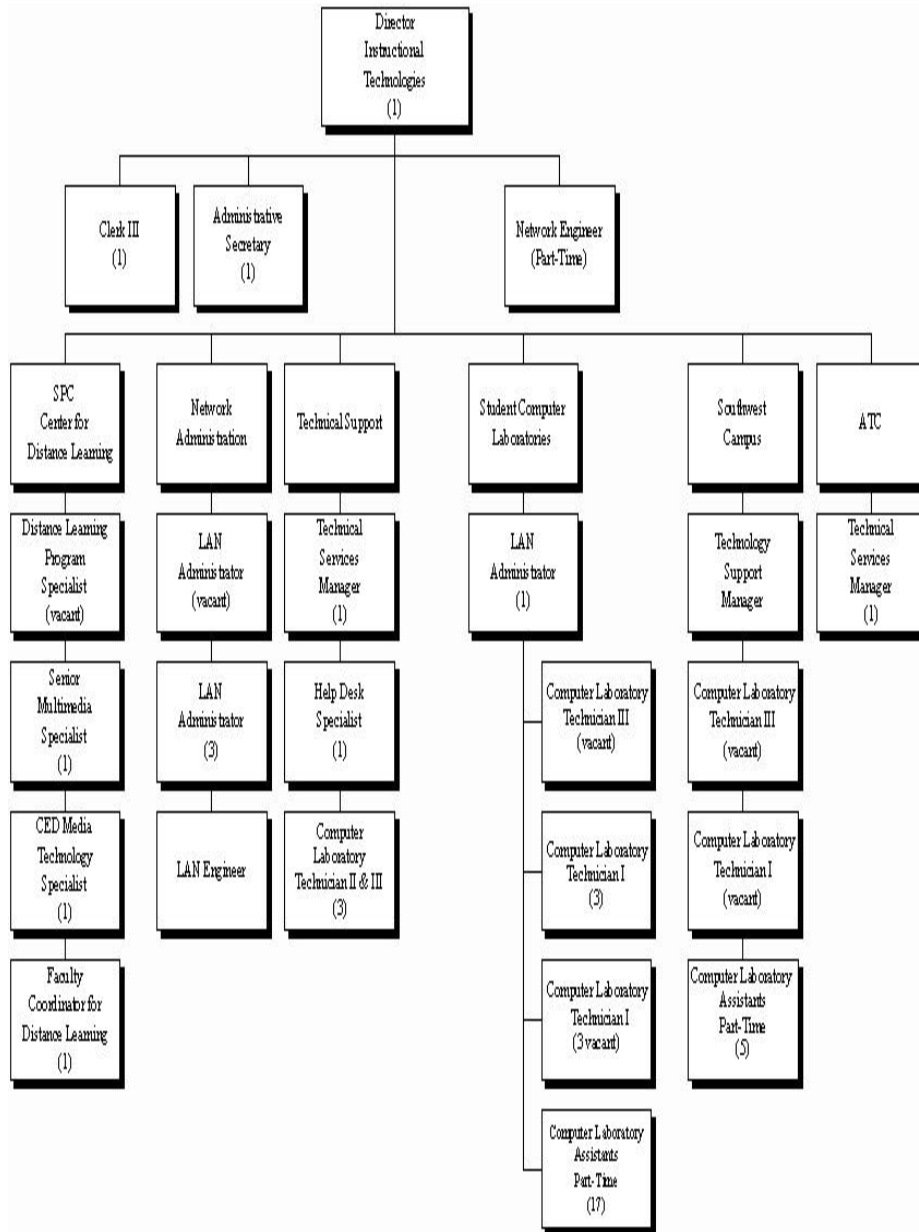 Director
Instructional
Technologies
(1)
Clerk III
(1)
Administrative
Secretary
(1)
Network Engineer
(Part-Time)
SPC
Center for
Distance Learning
Network
Administration
Technical Support
Student Computer
Laboratories
Southwest
Campus
ATC
Distance Learning
Program
Specialist
(vacant)
LAN
Administrator
(vacant)
Technical
Services
Manager
(1)
LAN
Administrator
(1)
Technology
Support
Manager
Technical
Services
Manager
(1)
Senior
Multimedia
Specialist
(1)
LAN
Administrator
(3)
Help Desk
Specialist
(1)
Computer Laboratory
Technician III
(vacant)
Computer Laboratory
Technician III
(vacant)
CED Media
Technology
Specialist
(1)
LAN Engineer
Computer
Laboratory
Technician II & III
(3)
Computer Laboratory
Technician I
(3)
Computer Laboratory
Technician I
(vacant)
Faculty
Coordinator for
Distance Learning
(1)
Computer Laboratory
Technician I
(3 vacant)
Computer Laboratory
Assistants
Part-Time
(5)
Computer Laboratory
Assistants
Part-Time
(17)